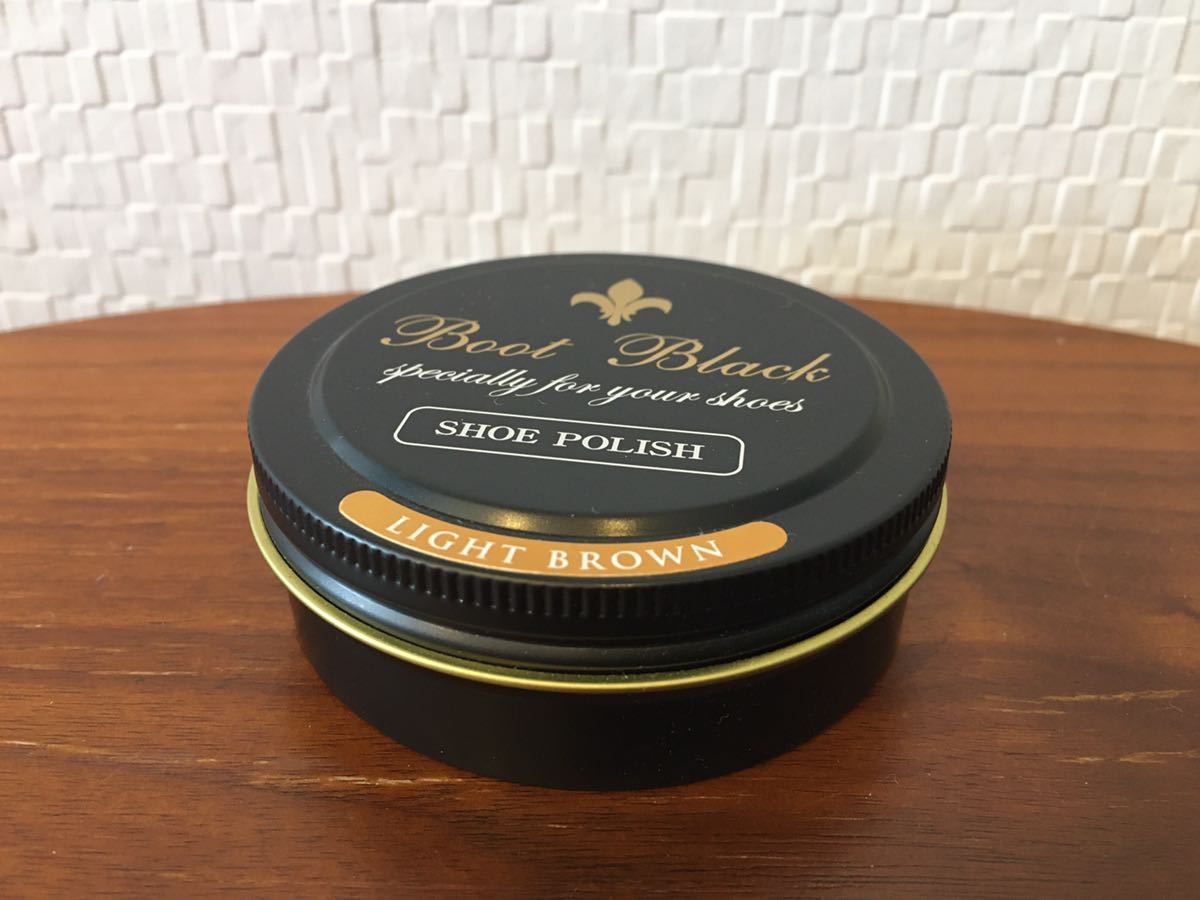 Boot Black
specially for your shoes
SHOE POLISH
LIGHT BROWN